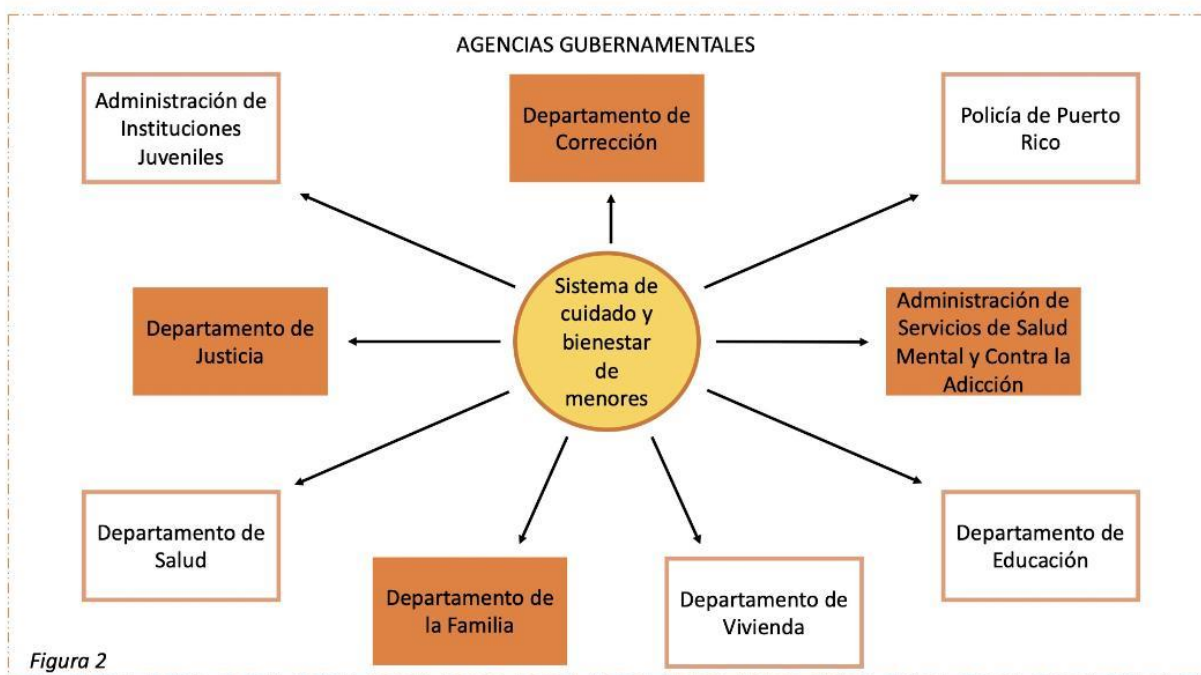 AGENCIAS GUBERNAMENTALES
Administración de
Instituciones
Juveniles
Departamento de
Corrección
Policía de Puerto
Rico
Departamento de
Justicia
Sistema de
cuidado y
bienestar
de
menores
Administración de
Servicios de Salud
Mental y Contra la
Adicción
Departamento de
Salud
Departamento de
la Familia
Departamento de
Vivienda
Departamento de
Educación
Figura 2